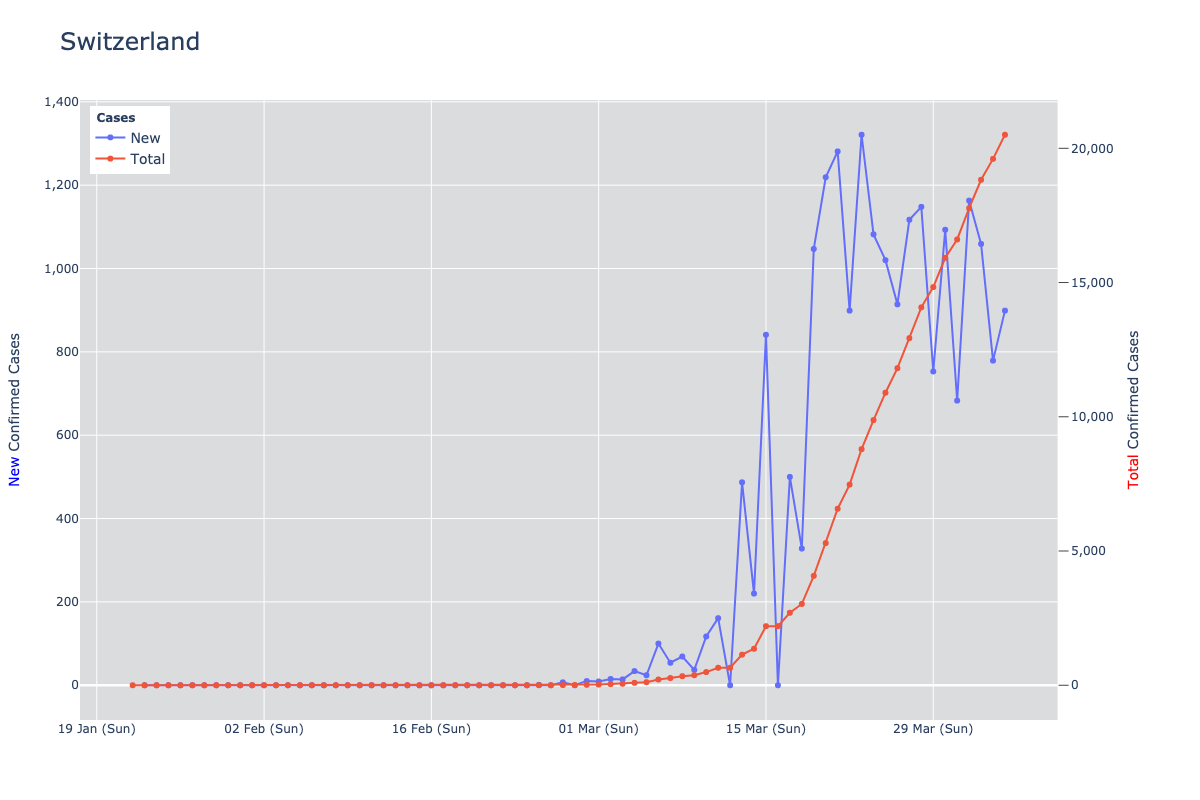 Switzerland
Cases
New
Total
1,400
1,200
1,000
800
600
400
200
0
New Confirmed Cases
20,000
15,000
10,000
5,000
0
Total Confirmed Cases
19 Jan (Sun)
02 Feb (Sun)
16 Feb (Sun)
01 Mar (Sun)
15 Mar (Sun)
29 Mar (Sun)